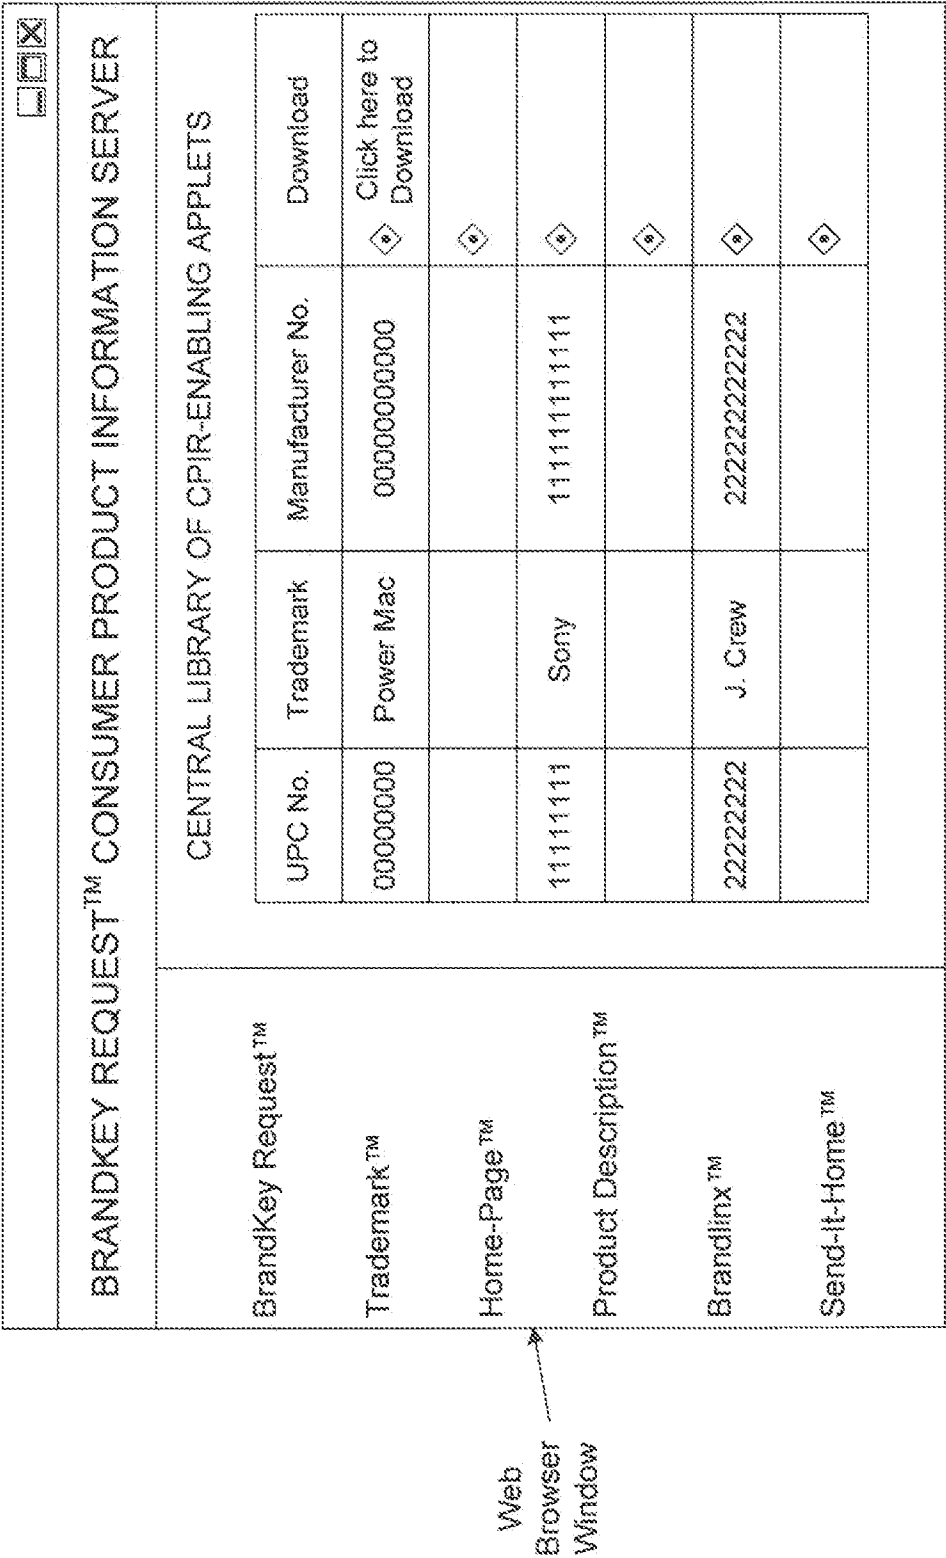 BRANDKEY REQUEST™ CONSUMER PRODUCT INFORMATION SERVER
CENTRAL LIBRARY OF CPIR-ENABLING APPLETS
BrandKey Request™
Trademark™
Home-Page™
Product Description™
Brandlinx™
Send-It-Home™
UPC No. Trademark Manufacturer No. Download
00000000 Power Mac 00000000000 Click here to
Download
11111111 Sony 111111111111
22222222 J. Crew 222222222222
Web
Browser
Window